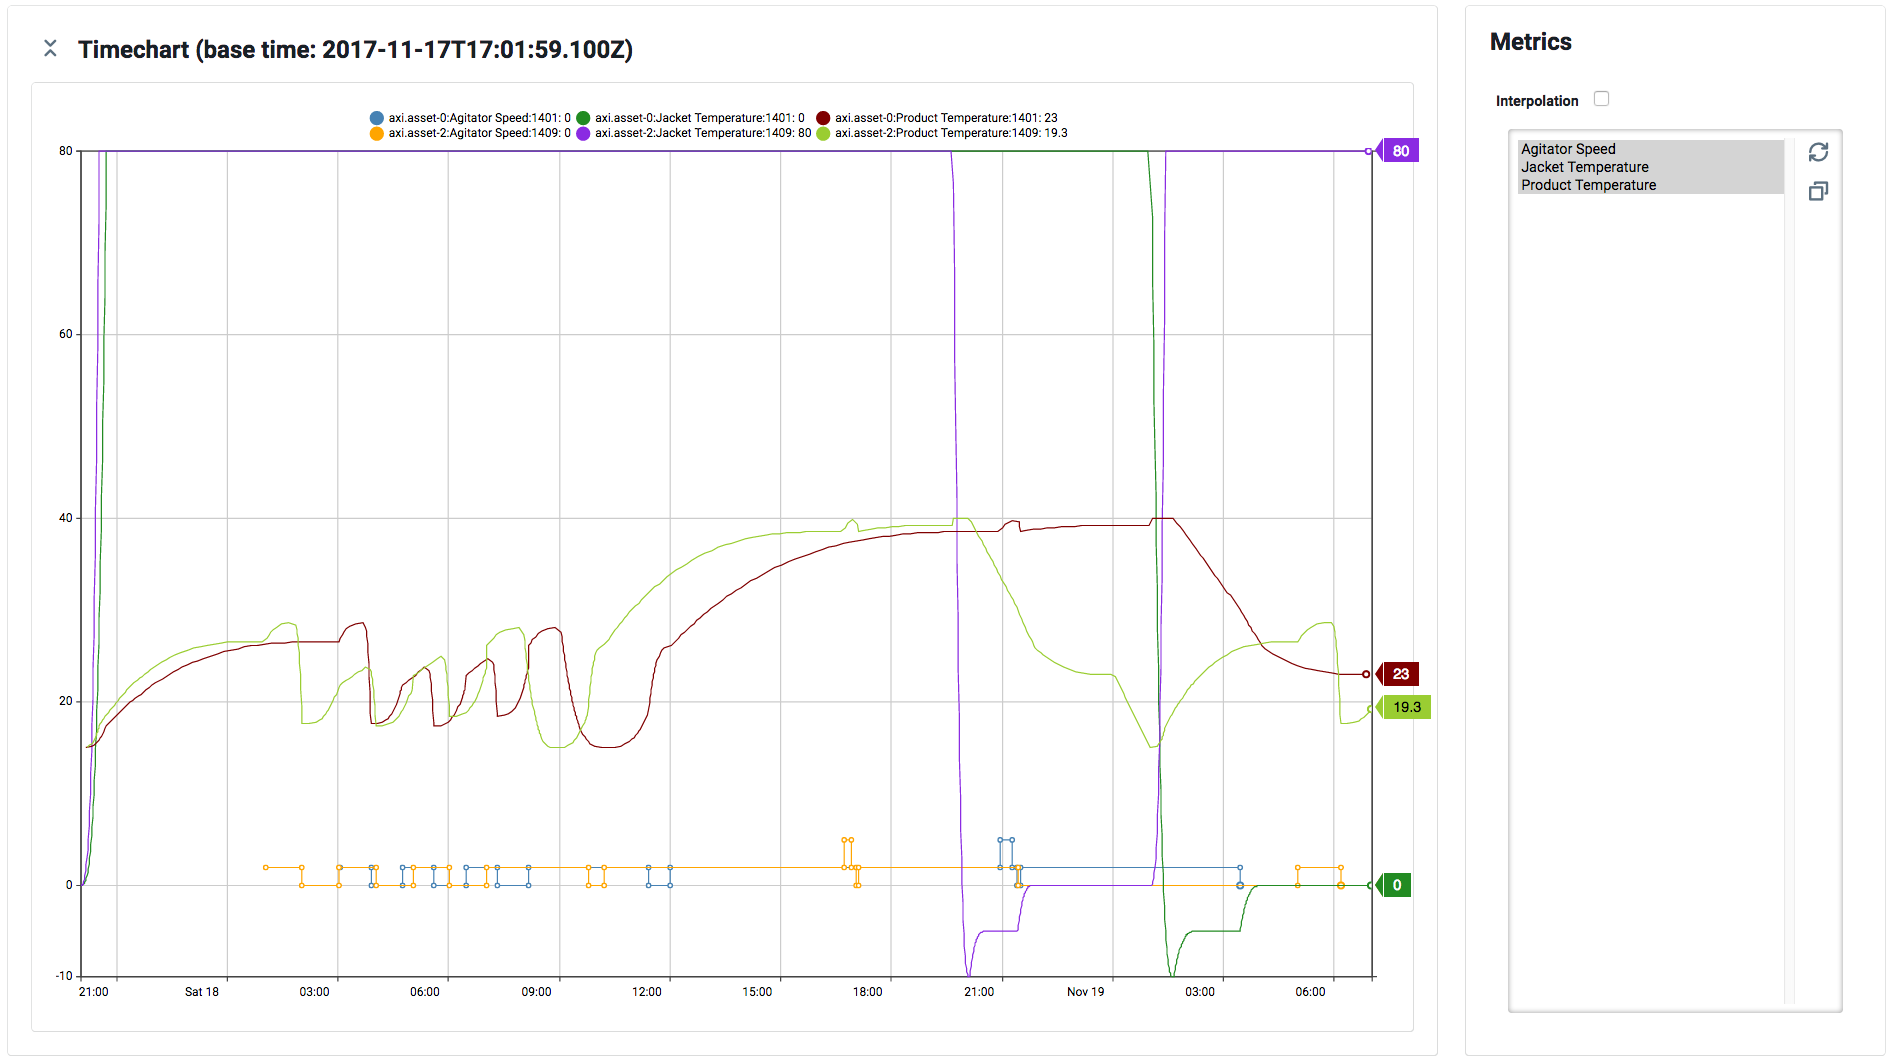 Timechart (base time: 2017-11-17T17:01:59.100Z)
axi.asset-0:Agitator Speed:1401: 0 axi.asset-0:Jacket Temperature:1401: 0 axi.asset-0:Product Temperature:1401: 23
axi.asset-2:Agitator Speed:1409: 0 axi.asset-2:Jacket Temperature:1409: 80 axi.asset-2:Product Temperature:1409: 19.3
80 80
60
40
23
20 19.3
0 0
-10
21:00 Sat 18 03:00 06:00 09:00 12:00 15:00 18:00 21:00 Nov 19 03:00 06:00
Metrics
Interpolation
Agitator Speed
Jacket Temperature
Product Temperature